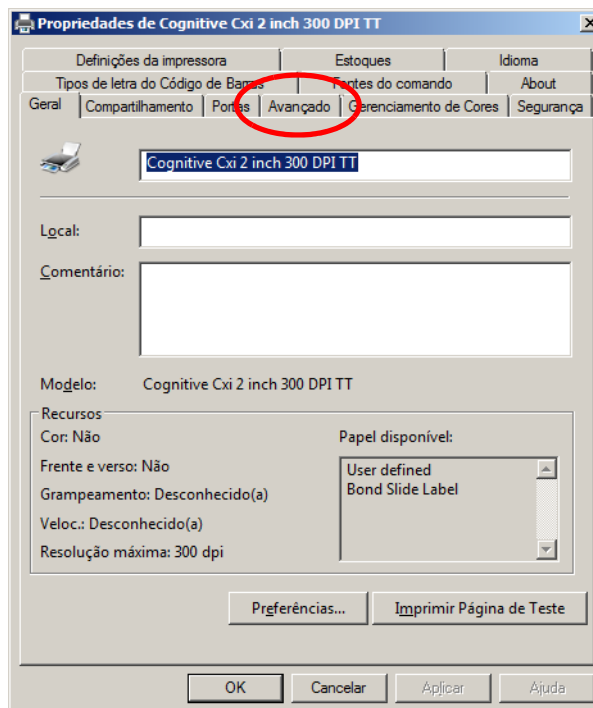 Propriedades de Cognitive Cxi 2 inch 300 DPI TT
Definições da impressora Estoques Idioma
Tipos de letra do Código de Barras Fontes do comando About
Geral Compartilhamento Portas Avançado Gerenciamento de Cores Segurança
Cognitive Cxi 2 inch 300 DPI TT
Local:
Comentário:
Modelo: Cognitive Cxi 2 inch 300 DPI TT
Recursos
Cor: Não Papel disponível:
Frente e verso: Não User defined
Grampeamento: Desconhecido(a) Bond Slide Label
Veloc.: Desconhecido(a)
Resolução máxima: 300 dpi
Preferências... Imprimir Página de Teste
OK Cancelar Aplicar Ajuda